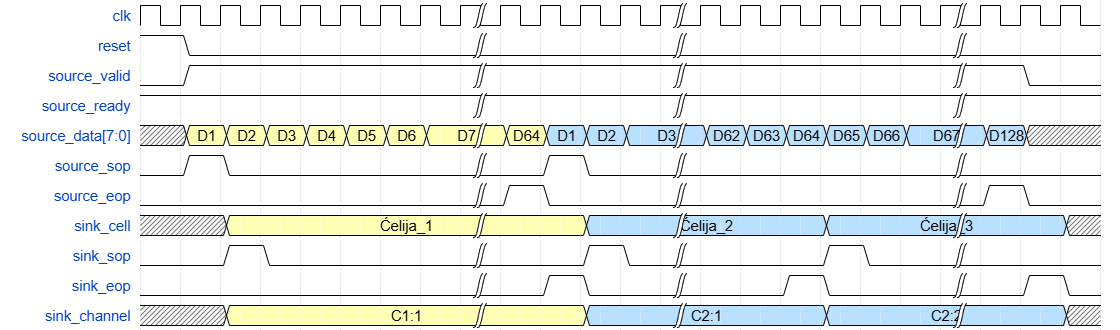 clk
reset
source_valid
source_ready
source_data[7:0] D1 D2 D3 D4 D5 D6 D7 D64 D1 D2 D3 D62 D63 D64 D65 D66 D67 D128
source_sop
source_eop
sink_cell Ćelija_1 Ćelija_2 Ćelija_3
sink_sop
sink_eop
sink_channel C1:1 C2:1 C2:2